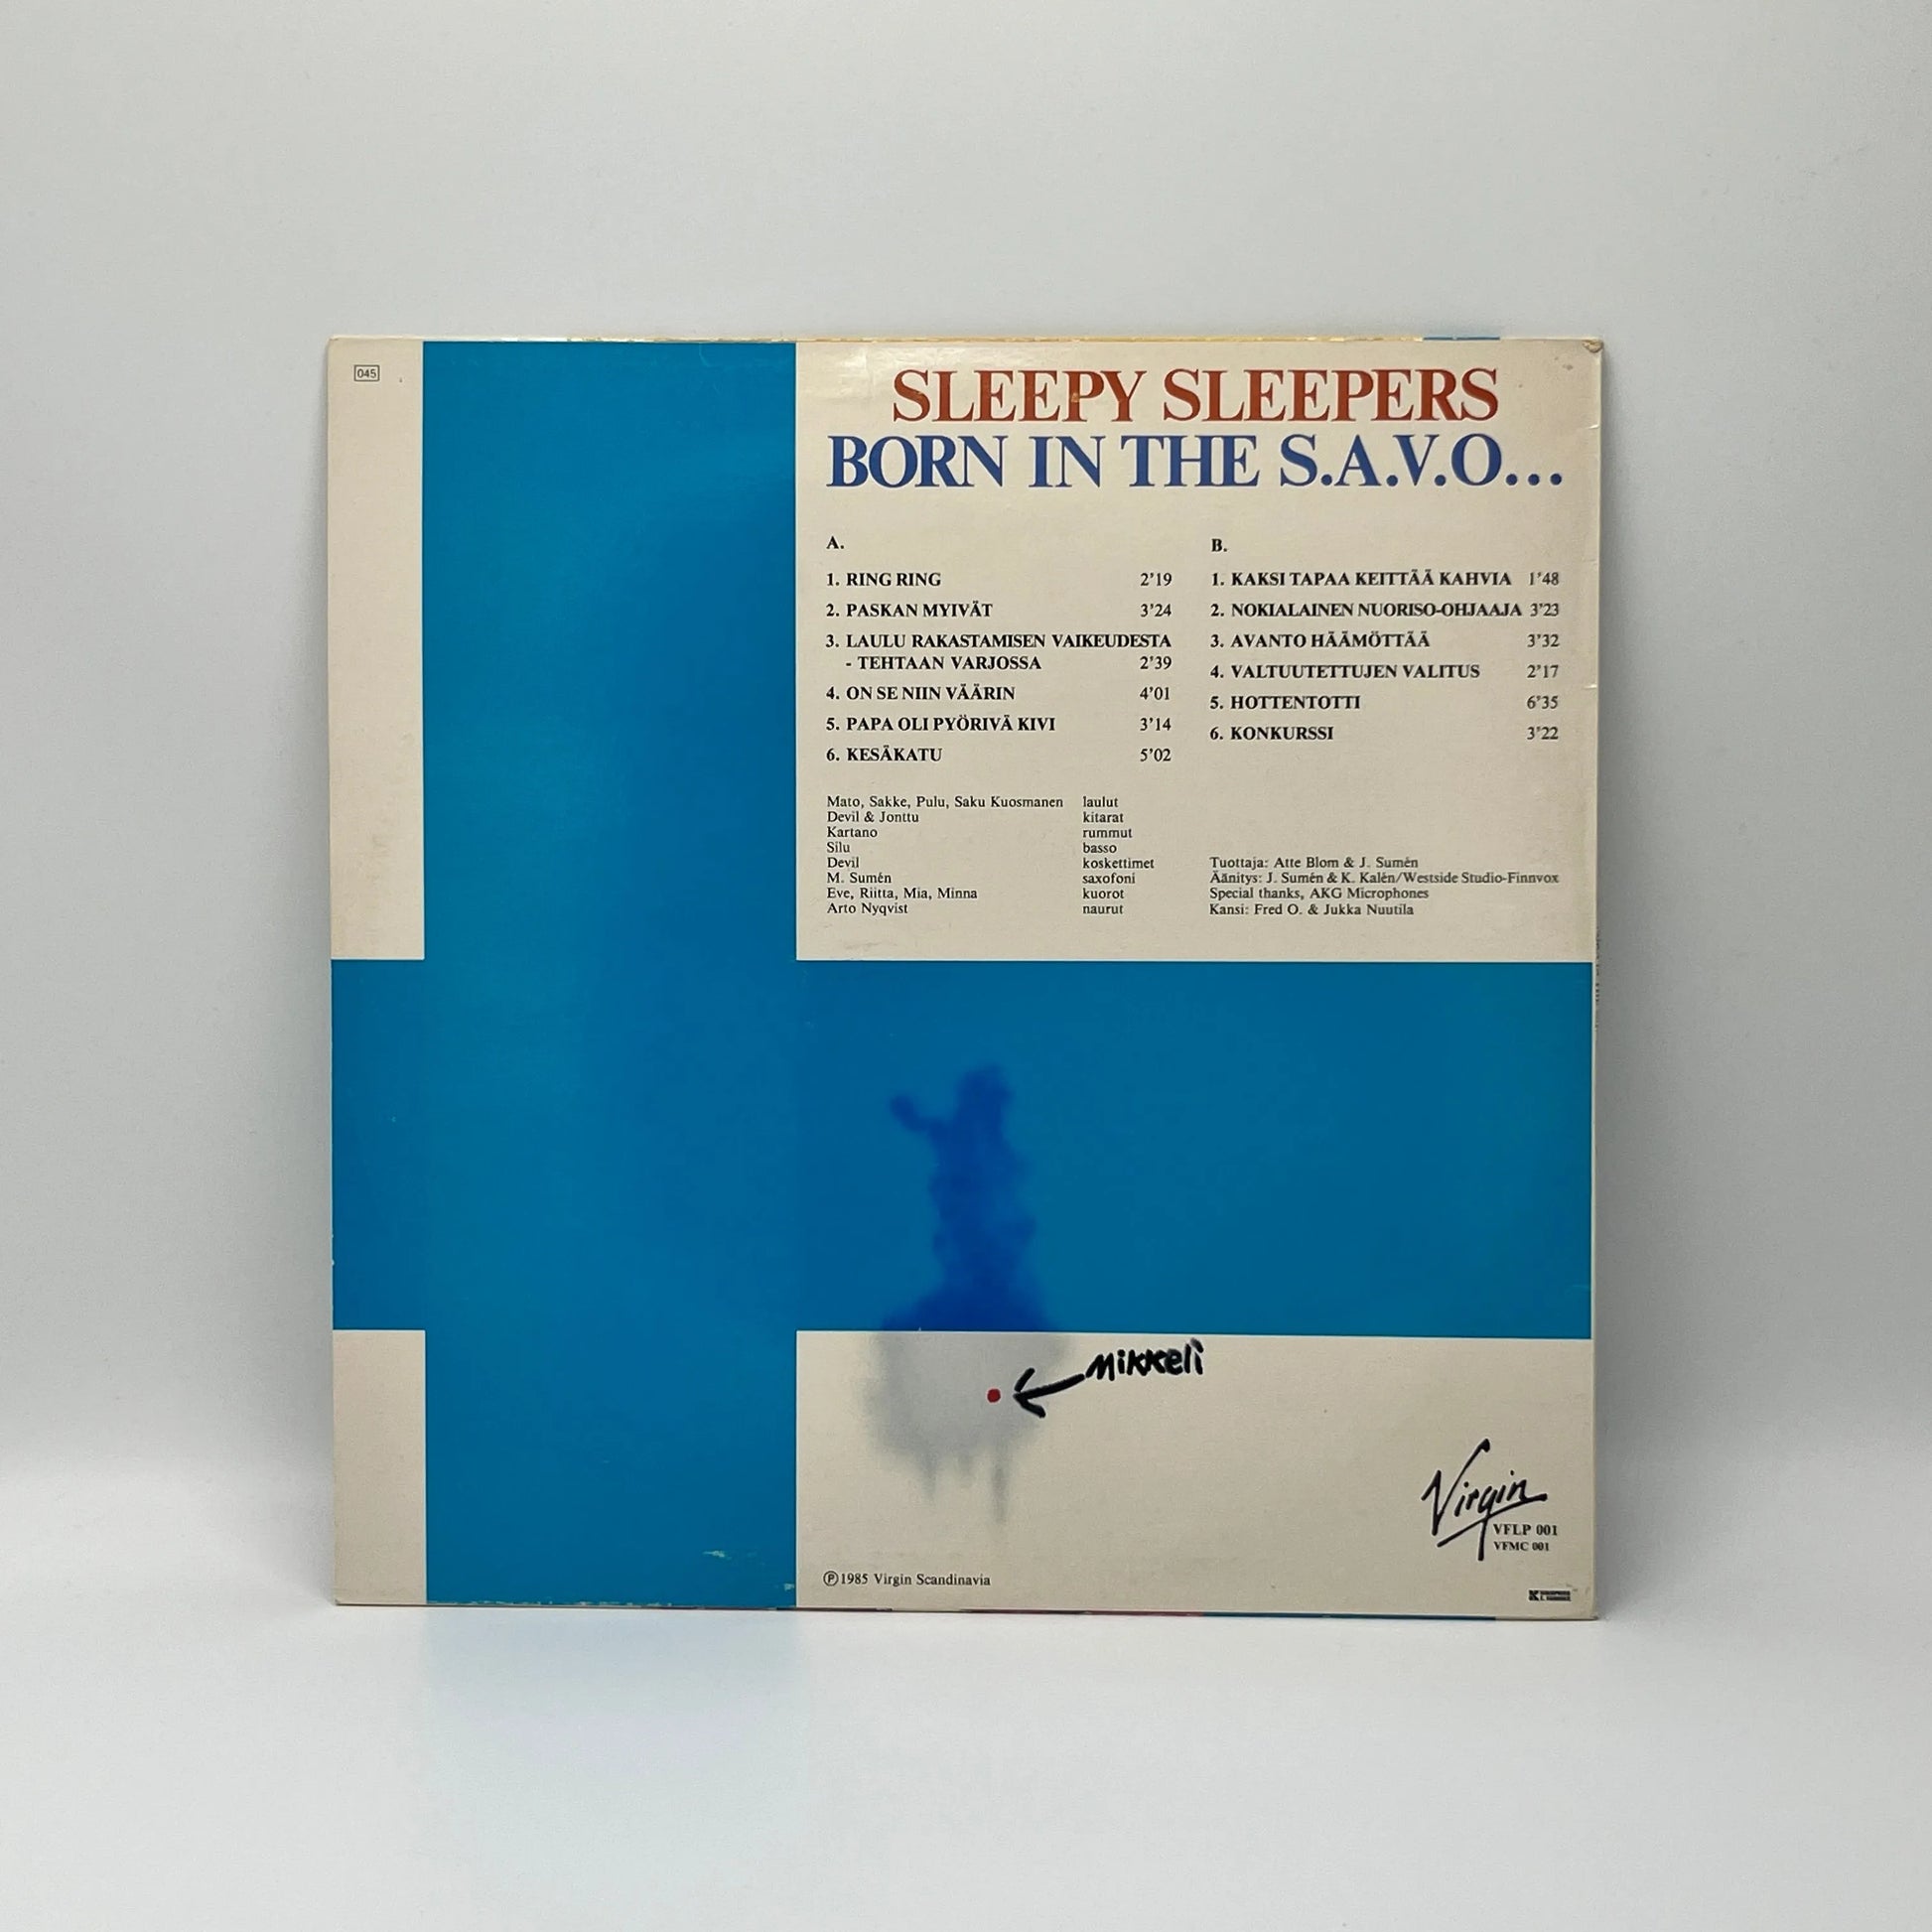 045
SLEEPY SLEEPERS
BORN IN THE S.A.V.O...
A.
1. RING RING 2'19
2. PASKAN MYIVÄT 3'24
3. LAULU RAKASTAMISEN VAIKEUDESTA
- TEHTAAN VARJOSSA 2'39
4. ON SE NIIN VÄÄRIN 4'01
5. PAPA OLI PYÖRIVÄ KIVI 3'14
6. KESÄKATU 5'02
B.
1. KAKSI TAPAA KEITTÄÄ KAHVIA 1'48
2. NOKIALAINEN NUORISO-OHJAAJA 3'23
3. AVANTO HÄÄMÖTTÄÄ 3'32
4. VALTUUTETTUJEN VALITUS 2'17
5. HOTTENTOTTI 6'35
6. KONKURSSI 3'22
Mato, Sakke, Pulu, Saku Kuosmanen laulut
Devil & Jonttu kitarat
Kartano rummut
Silu basso
Devil koskettimet
M. Sumén saxofoni
Eve, Riitta, Mia, Minna kuorot
Arto Nyqvist naurut
Tuottaja: Atte Blom & J. Sumén
Äänitys: J. Sumén & K. Kalén/Westside Studio-Finnvox
Special thanks, AKG Microphones
Kansi: Fred O. & Jukka Nuutila
Mikkeli
Virgin
VFLP 001
VFMC 001
Ⓟ1985 Virgin Scandinavia